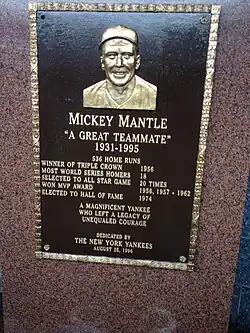 MICKEY MANTLE
"A GREAT TEAMMATE"
1931-1995
536 HOME RUNS
WINNER OF TRIPLE CROWN 1956
MOST WORLD SERIES HOMERS 18
SELECTED TO ALL STAR GAME 20 TIMES
WON MVP AWARD 1956, 1957 • 1962
ELECTED TO HALL OF FAME 1974
A MAGNIFICENT YANKEE
WHO LEFT A LEGACY OF
UNEQUALED COURAGE
DEDICATED BY
THE NEW YORK YANKEES
AUGUST 25, 1996